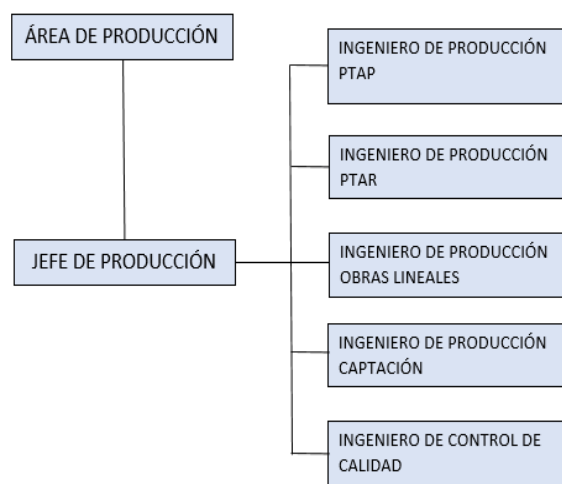 ÁREA DE PRODUCCIÓN
JEFE DE PRODUCCIÓN
INGENIERO DE PRODUCCIÓN
PTAP
INGENIERO DE PRODUCCIÓN
PTAR
INGENIERO DE PRODUCCIÓN
OBRAS LINEALES
INGENIERO DE PRODUCCIÓN
CAPTACIÓN
INGENIERO DE CONTROL DE
CALIDAD